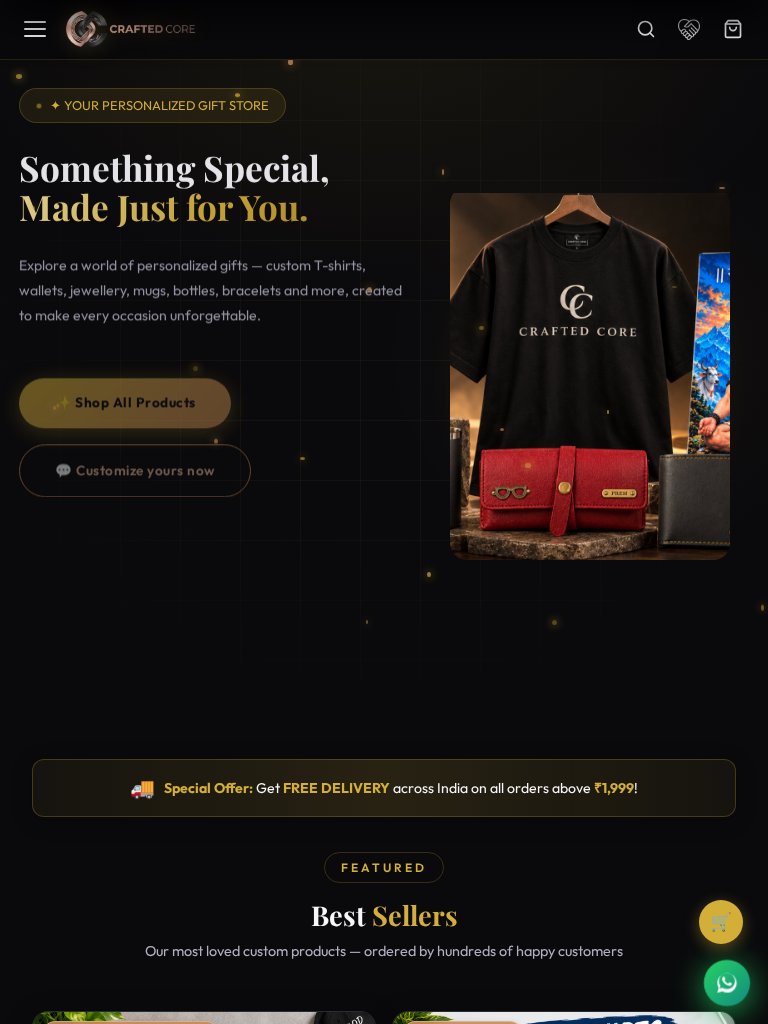 CRAFTED CORE
✦ YOUR PERSONALIZED GIFT STORE
Something Special,
Made Just for You.
Explore a world of personalized gifts — custom T-shirts,
wallets, jewellery, mugs, bottles, bracelets and more, created
to make every occasion unforgettable.
✨ Shop All Products
💬 Customize yours now
CC
CRAFTED CORE
PREM
🚚 Special Offer: Get FREE DELIVERY across India on all orders above ₹1,999!
FEATURED
Best Sellers
Our most loved custom products — ordered by hundreds of happy customers